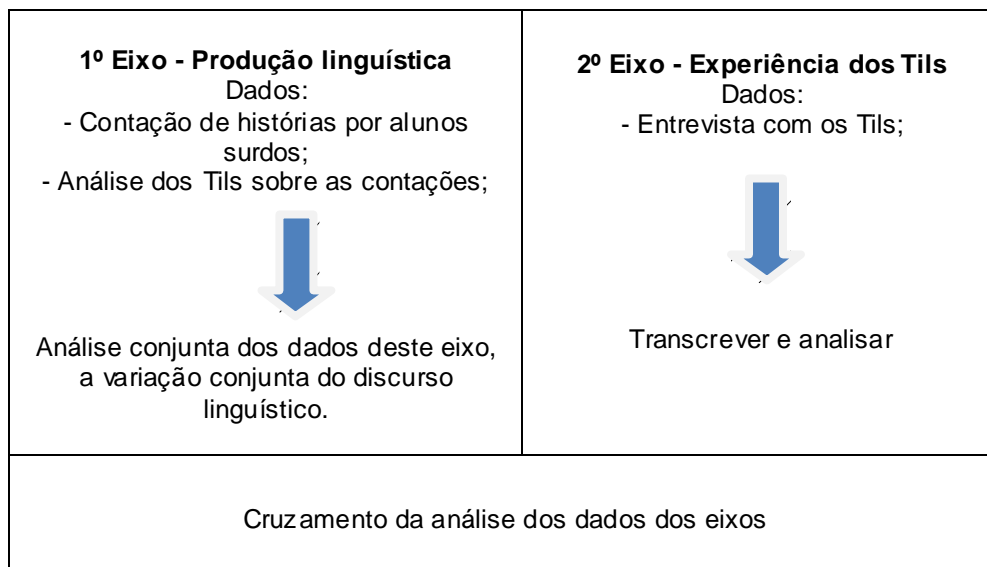 1º Eixo - Produção linguística
Dados:
- Contação de histórias por alunos
surdos;
- Análise dos Tils sobre as contações;
Análise conjunta dos dados deste eixo,
a variação conjunta do discurso
linguístico.
2º Eixo - Experiência dos Tils
Dados:
- Entrevista com os Tils;
Transcrever e analisar
Cruzamento da análise dos dados dos eixos